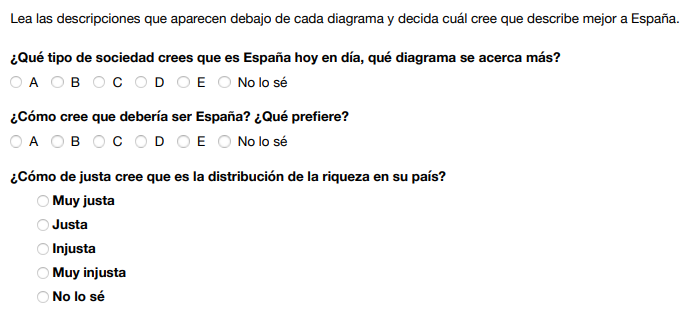 Lea las descripciones que aparecen debajo de cada diagrama y decida cuál cree que describe mejor a España.
¿Qué tipo de sociedad crees que es España hoy en día, qué diagrama se acerca más?
A B C D E No lo sé
¿Cómo cree que debería ser España? ¿Qué prefiere?
A B C D E No lo sé
¿Cómo de justa cree que es la distribución de la riqueza en su país?
Muy justa
Justa
Injusta
Muy injusta
No lo sé